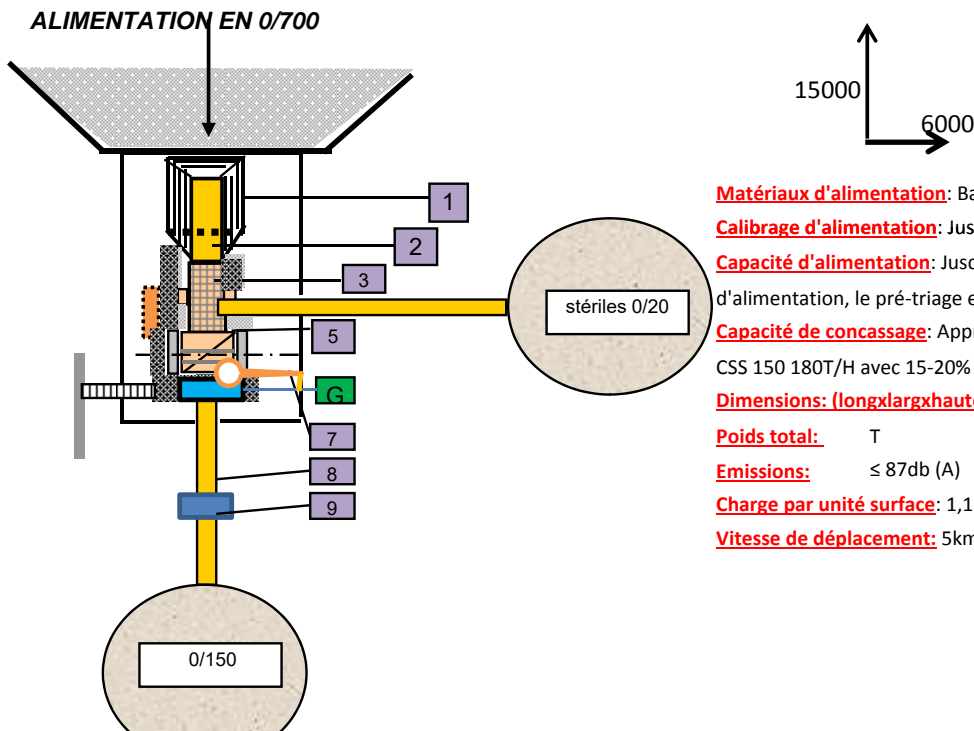 ALIMENTATION EN 0/700
15000
6000
1
2
3
5
G
7
8
9
stériles 0/20
0/150
Matériaux d'alimentation: Ba
Calibrage d'alimentation: Jus
Capacité d'alimentation: Jusq
d'alimentation, le pré-triage e
Capacité de concassage: Appr
CSS 150 180T/H avec 15-20%
Dimensions: (longxlargxhaute
Poids total: T
Emissions: ≤ 87db (A)
Charge par unité surface: 1,1
Vitesse de déplacement: 5km